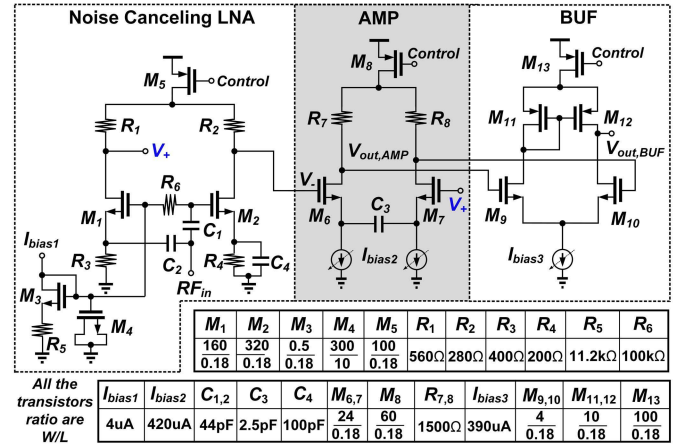 Noise Canceling LNA AMP BUF
M5 Control
M8 Control
M13 Control
R1 R2 R7 R8 M11 M12
V+ Vout,AMP Vout,BUF
R6 V-
M1 M2 M6 C3 M7 V+ M9 M10
C1
Ibias1 R3 C2 R4 C4 Ibias2 Ibias3
RFin
M3 M4
R5
M1 M2 M3 M4 M5 R1 R2 R3 R4 R5 R6
160/0.18 320/0.18 0.5/0.18 300/10 100/0.18 560Ω 280Ω 400Ω 200Ω 11.2kΩ 100kΩ
All the transistors ratio are W/L
Ibias1 Ibias2 C1,2 C3 C4 M6,7 M8 R7,8 Ibias3 M9,10 M11,12 M13
4uA 420uA 44pF 2.5pF 100pF 24/0.18 60/0.18 1500Ω 390uA 4/0.18 10/0.18 100/0.18